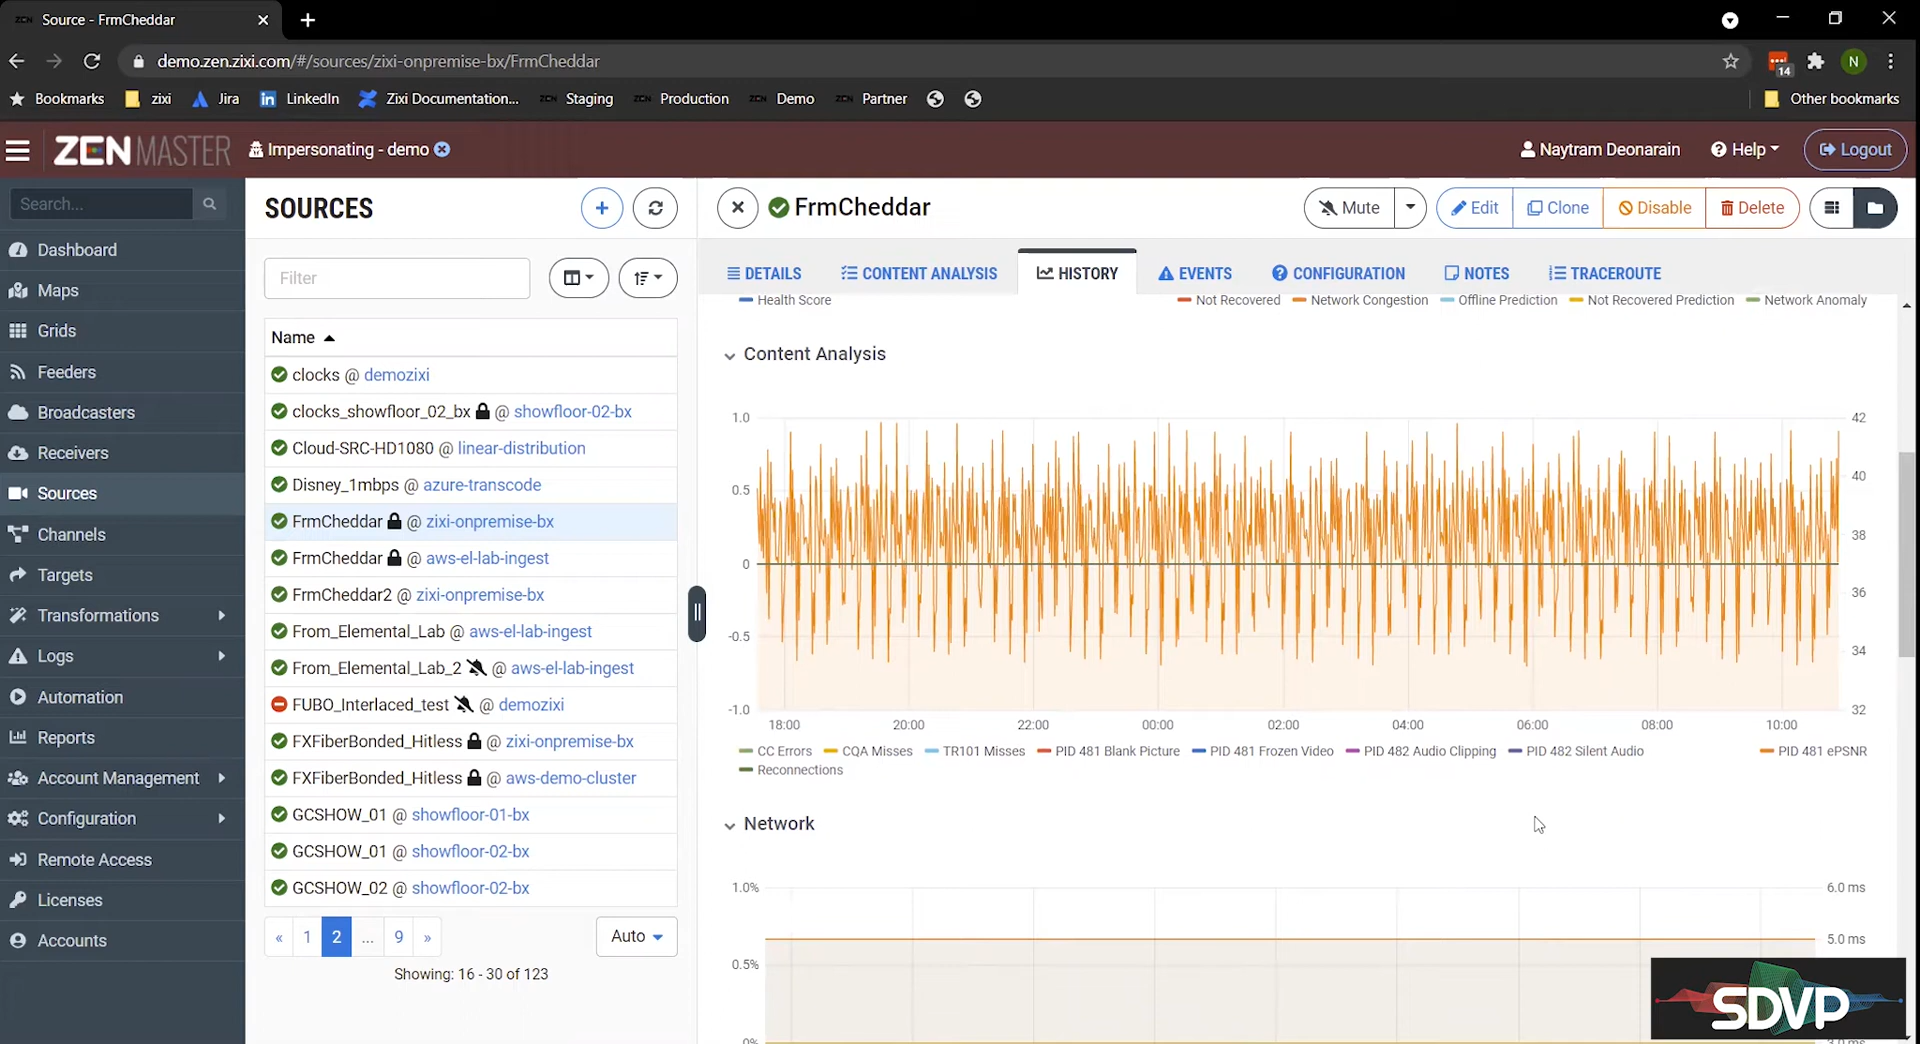 Source - FrmCheddar
demo.zen.zixi.com/#/sources/zixi-onpremise-bx/FrmCheddar
14
N
Bookmarks
zixi
Jira
LinkedIn
Zixi Documentation...
Staging
Production
Demo
Partner
Other bookmarks
ZEN MASTER
Impersonating - demo
Naytram Deonarain
Help
Logout
Search...
Dashboard
Maps
Grids
Feeders
Broadcasters
Receivers
Sources
Channels
Targets
Transformations
Logs
Automation
Reports
Account Management
Configuration
Remote Access
Licenses
Accounts
SOURCES
Filter
Name
clocks @ demozixi
clocks_showfloor_02_bx @ showfloor-02-bx
Cloud-SRC-HD1080 @ linear-distribution
Disney_1mbps @ azure-transcode
FrmCheddar @ zixi-onpremise-bx
FrmCheddar @ aws-el-lab-ingest
FrmCheddar2 @ zixi-onpremise-bx
From_Elemental_Lab @ aws-el-lab-ingest
From_Elemental_Lab_2 @ aws-el-lab-ingest
FUBO_Interlaced_test @ demozixi
FXFiberBonded_Hitless @ zixi-onpremise-bx
FXFiberBonded_Hitless @ aws-demo-cluster
GCSHOW_01 @ showfloor-01-bx
GCSHOW_01 @ showfloor-02-bx
GCSHOW_02 @ showfloor-02-bx
« 1 2 ... 9 »
Auto
Showing: 16 - 30 of 123
FrmCheddar
Mute
Edit
Clone
Disable
Delete
DETAILS
CONTENT ANALYSIS
HISTORY
EVENTS
CONFIGURATION
NOTES
TRACEROUTE
Health Score
Not Recovered
Network Congestion
Offline Prediction
Not Recovered Prediction
Network Anomaly
Content Analysis
1.0
0.5
0
-0.5
-1.0
42
40
38
36
34
32
18:00 20:00 22:00 00:00 02:00 04:00 06:00 08:00 10:00
CC Errors
CQA Misses
TR101 Misses
PID 481 Blank Picture
PID 481 Frozen Video
PID 482 Audio Clipping
PID 482 Silent Audio
PID 481 ePSNR
Reconnections
Network
1.0%
0.5%
0%
6.0 ms
5.0 ms
3.0 ms
SDVP